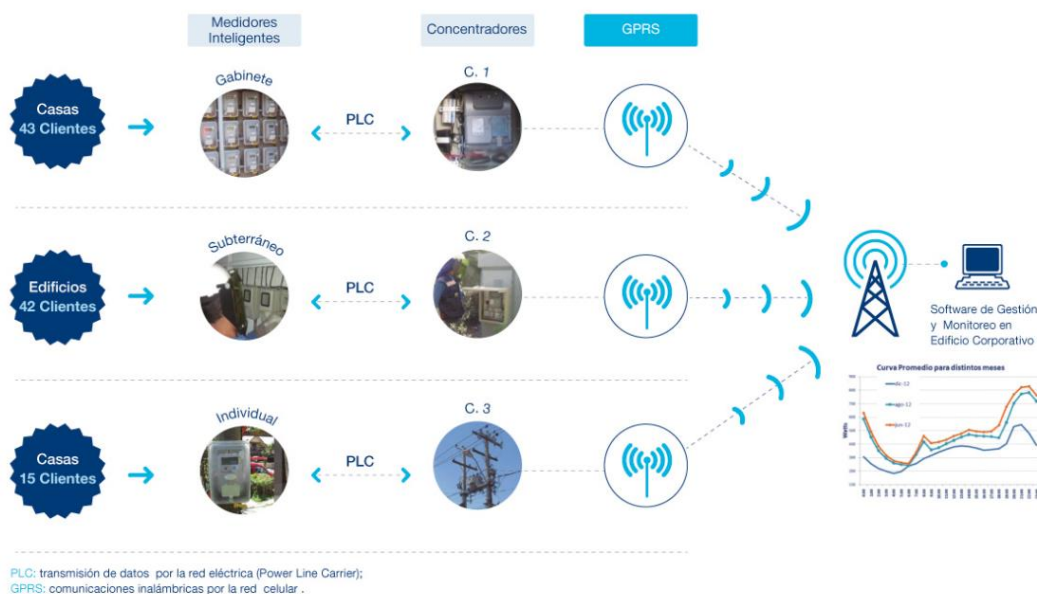 Medidores
Inteligentes
Concentradores
GPRS
Casas
43 Clientes
Gabinete
PLC
C. 1
Edificios
42 Clientes
Subterráneo
PLC
C. 2
Software de Gestión
y Monitoreo en
Edificio Corporativo
Curva Promedio para distintos meses
Watts
Casas
15 Clientes
Individual
PLC
C. 3
PLC: transmisión de datos por la red eléctrica (Power Line Carrier);
GPRS: comunicaciones inalámbricas por la red celular .